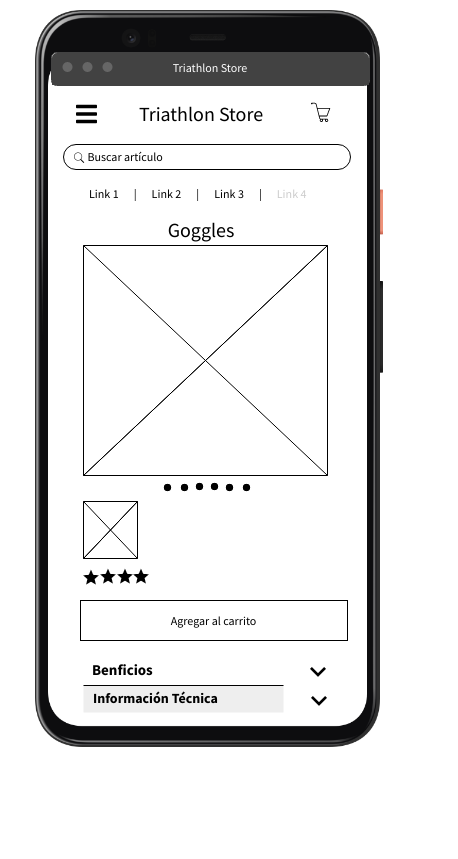 Triathlon Store
Triathlon Store
Buscar artículo
Link 1 | Link 2 | Link 3 | Link 4
Goggles
Agregar al carrito
Benficios
Información Técnica